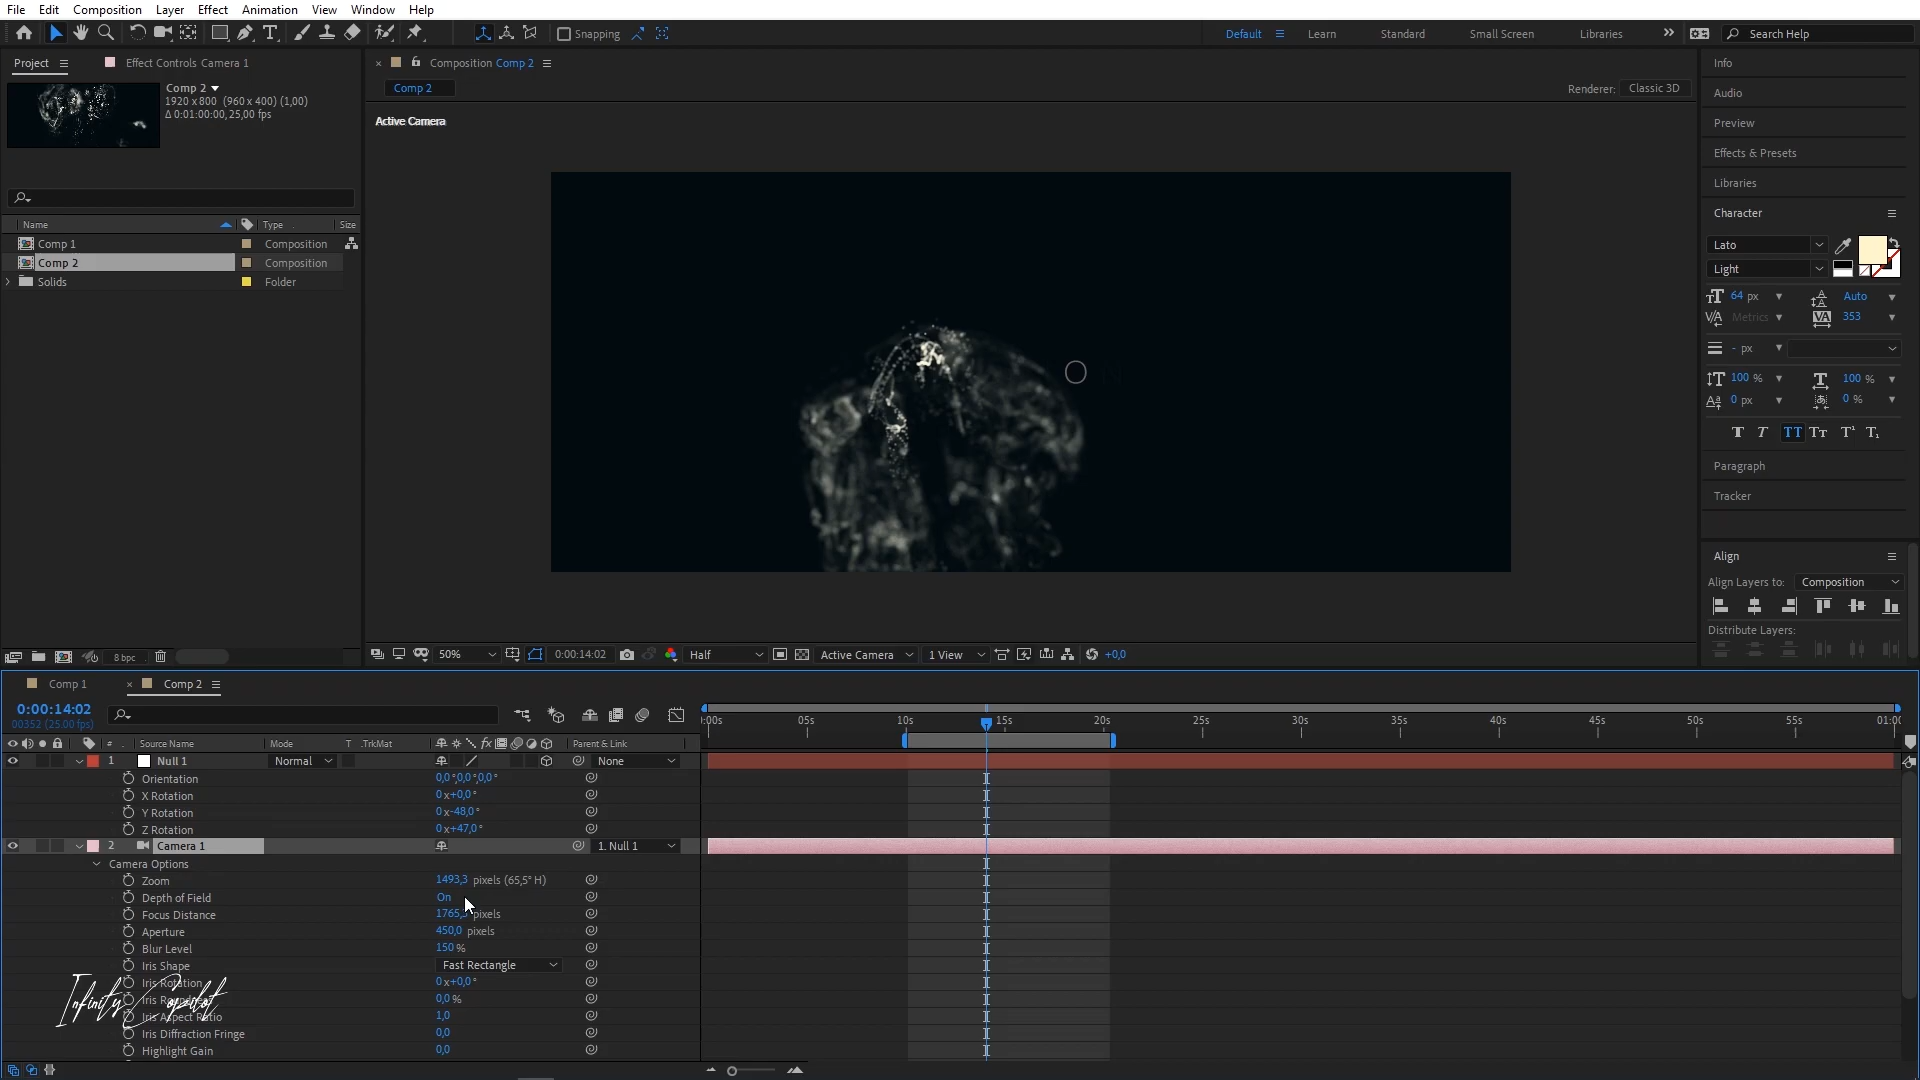 File Edit Composition Layer Effect Animation View Window Help
Snapping
Default Learn Standard Small Screen Libraries Search Help
Project Effect Controls Camera 1
Composition Comp 2
Info
Comp 2
1920 x 800 (960 x 400) (1,00)
Δ 0:01:00:00, 25,00 fps
Comp 2
Renderer: Classic 3D
Audio
Active Camera
Preview
Effects & Presets
Libraries
Character
Name Type Size
Comp 1 Composition
Comp 2 Composition
Solids Folder
Lato
Light
64 px Auto
Metrics 353
- px
100 % 100 %
0 px 0 %
Paragraph
Tracker
O
Align
Align Layers to: Composition
Distribute Layers:
8 bpc
50% 0:00:14:02 Half Active Camera 1 View +0,0
Comp 1 Comp 2
0:00:14:02
00352 (25.00 fps)
:00s 05s 10s 15s 20s 25s 30s 35s 40s 45s 50s 55s 01:00
# Source Name Mode T .TrkMat Parent & Link
1 Null 1 Normal None
Orientation 0,0°,0,0°,0,0°
X Rotation 0x+0,0°
Y Rotation 0x-48,0°
Z Rotation 0x+47,0°
2 Camera 1 1. Null 1
Camera Options
Zoom 1493,3 pixels (65,5° H)
Depth of Field On
Focus Distance 1765, pixels
Aperture 450,0 pixels
Blur Level 150 %
Iris Shape Fast Rectangle
Iris Rotation 0x+0,0°
Iris Roundness 0,0 %
Iris Aspect Ratio 1,0
Iris Diffraction Fringe 0,0
Highlight Gain 0,0
Infinity Copilot